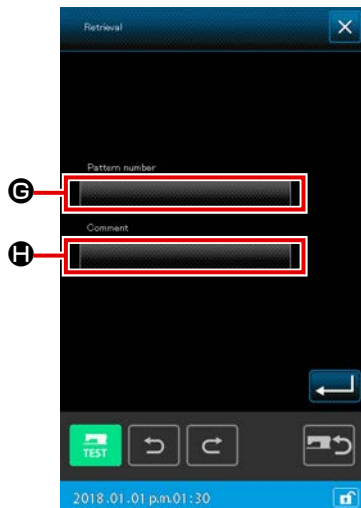 Retrieval
Pattern number
G
Comment
H
TEST
2018.01.01 p.m.01:30